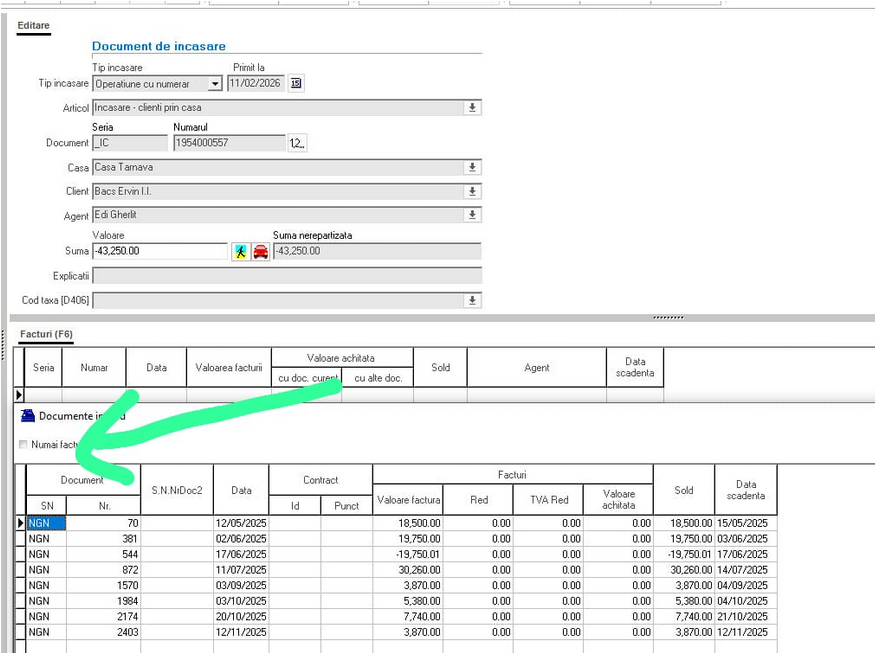 Editare
Document de incasare
Tip incasare Primit la
Tip incasare Operatiune cu numerar 11/02/2026 15
Articol Incasare - clienti prin casa
Seria Numarul
Document _IC 1954000557 1,2...
Casa Casa Tarnava
Client Bacs Ervin I.I.
Agent Edi Gherlit
Valoare Suma nerepartizata
Suma -43,250.00 -43,250.00
Explicatii
Cod taxa [D406]
Facturi (F6)
Seria Numar Data Valoarea facturii Valoare achitata Sold Agent Data scadenta
cu doc. curent cu alte doc.
Documente in
Numai
Document S.N.NrDoc2 Data Contract Facturi Sold Data scadenta
SN Nr. Id Punct Valoare factura Red TVA Red Valoare achitata
NGN 70 12/05/2025 18,500.00 0.00 0.00 0.00 18,500.00 15/05/2025
NGN 381 02/06/2025 19,750.00 0.00 0.00 0.00 19,750.00 03/06/2025
NGN 544 17/06/2025 -19,750.01 0.00 0.00 0.00 -19,750.01 17/06/2025
NGN 872 11/07/2025 30,260.00 0.00 0.00 0.00 30,260.00 14/07/2025
NGN 1570 03/09/2025 3,870.00 0.00 0.00 0.00 3,870.00 04/09/2025
NGN 1984 03/10/2025 5,380.00 0.00 0.00 0.00 5,380.00 04/10/2025
NGN 2174 20/10/2025 7,740.00 0.00 0.00 0.00 7,740.00 21/10/2025
NGN 2403 12/11/2025 3,870.00 0.00 0.00 0.00 3,870.00 12/11/2025